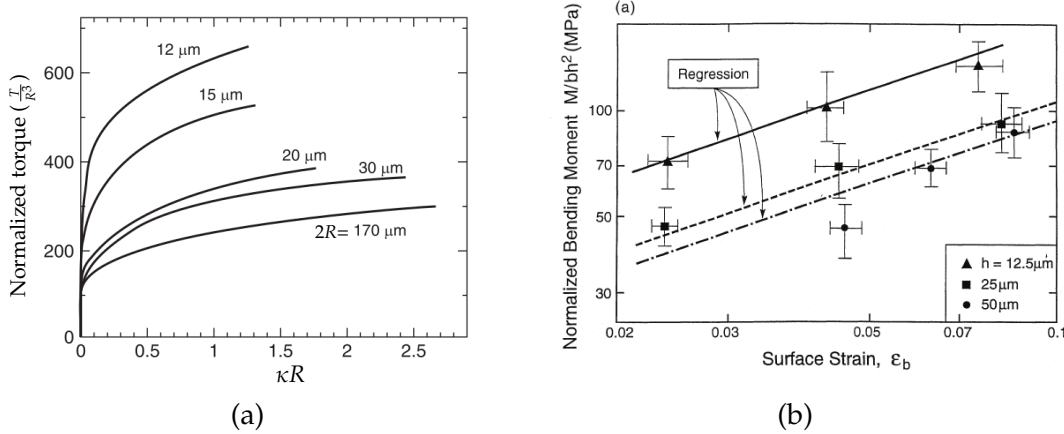 Normalized torque (T/R³)
600
400
200
0
12 μm
15 μm
20 μm
30 μm
2R= 170 μm
0
0.5
1
1.5
2
2.5
κR
(a)
(a)
Normalized Bending Moment M/bh² (MPa)
100
70
50
30
Regression
h = 12.5μm
25μm
50μm
0.02
0.03
0.05
0.07
0.1
Surface Strain, εb
(b)